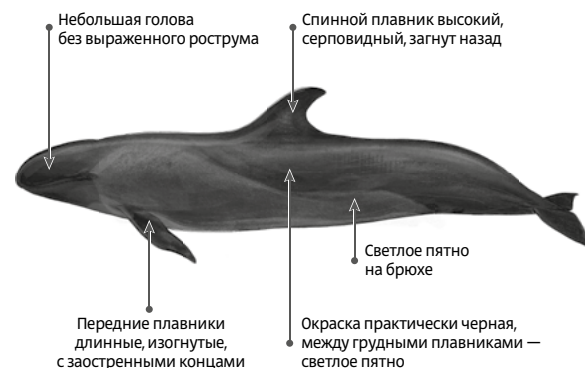 Небольшая голова
без выраженного рострума
Спинной плавник высокий,
серповидный, загнут назад
Светлое пятно
на брюхе
Передние плавники
длинные, изогнутые,
с заостренными концами
Окраска практически черная,
между грудными плавниками —
светлое пятно